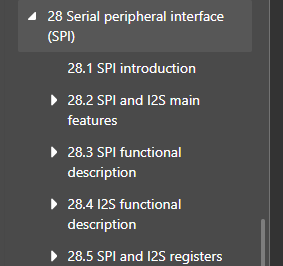 28 Serial peripheral interface
(SPI)
28.1 SPI introduction
28.2 SPI and I2S main
features
28.3 SPI functional
description
28.4 I2S functional
description
28.5 SPI and I2S registers